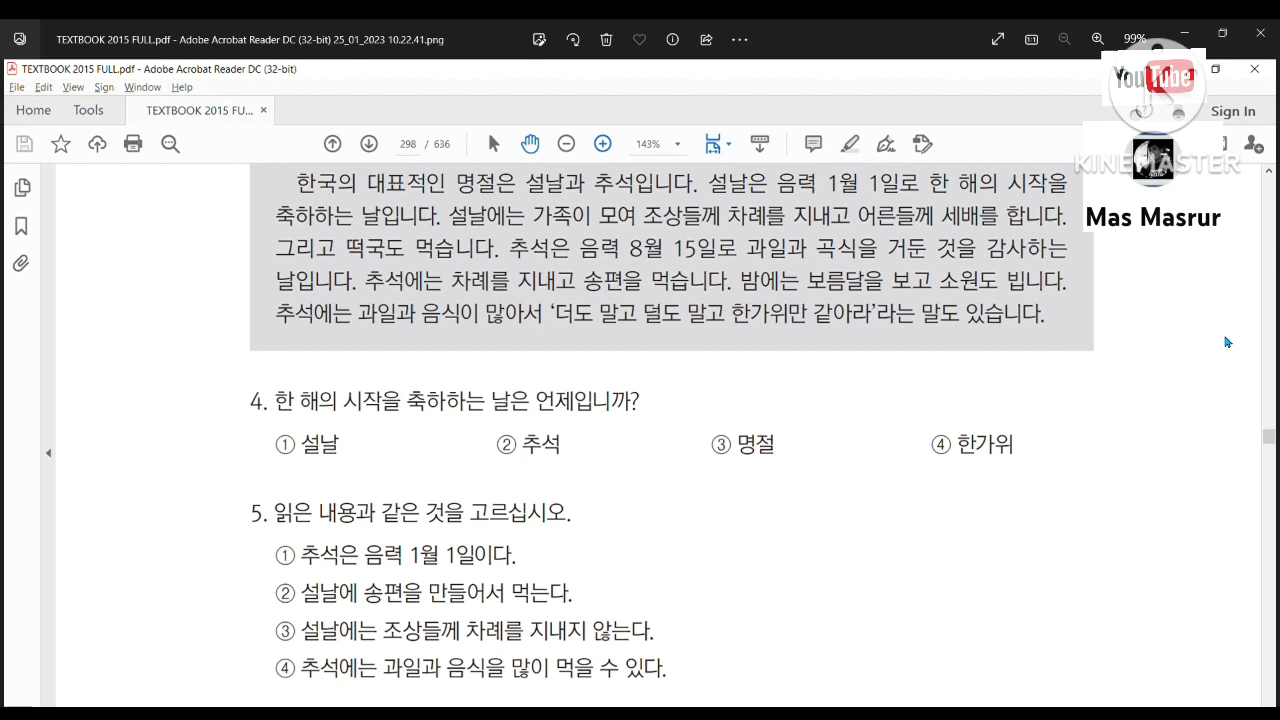 TEXTBOOK 2015 FULL.pdf - Adobe Acrobat Reader DC (32-bit) 25_01_2023 10.22.41.png
99%
TEXTBOOK 2015 FULL.pdf - Adobe Acrobat Reader DC (32-bit)
File Edit View Sign Window Help
YouTube
Home Tools TEXTBOOK 2015 FU... × Sign In
298 / 636 143%
KINEMASTER
Mas Masrur
한국의 대표적인 명절은 설날과 추석입니다. 설날은 음력 1월 1일로 한 해의 시작을
축하하는 날입니다. 설날에는 가족이 모여 조상들께 차례를 지내고 어른들께 세배를 합니다.
그리고 떡국도 먹습니다. 추석은 음력 8월 15일로 과일과 곡식을 거둔 것을 감사하는
날입니다. 추석에는 차례를 지내고 송편을 먹습니다. 밤에는 보름달을 보고 소원도 빕니다.
추석에는 과일과 음식이 많아서 ‘더도 말고 덜도 말고 한가위만 같아라’라는 말도 있습니다.
4. 한 해의 시작을 축하하는 날은 언제입니까?
① 설날 ② 추석 ③ 명절 ④ 한가위
5. 읽은 내용과 같은 것을 고르십시오.
① 추석은 음력 1월 1일이다.
② 설날에 송편을 만들어서 먹는다.
③ 설날에는 조상들께 차례를 지내지 않는다.
④ 추석에는 과일과 음식을 많이 먹을 수 있다.